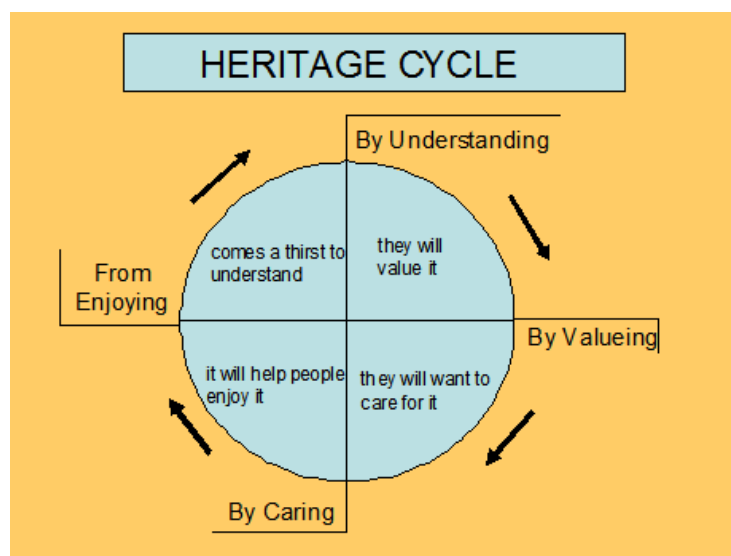 HERITAGE CYCLE
By Understanding
they will
value it
By Valueing
they will want to
care for it
By Caring
it will help people
enjoy it
From
Enjoying
comes a thirst to
understand